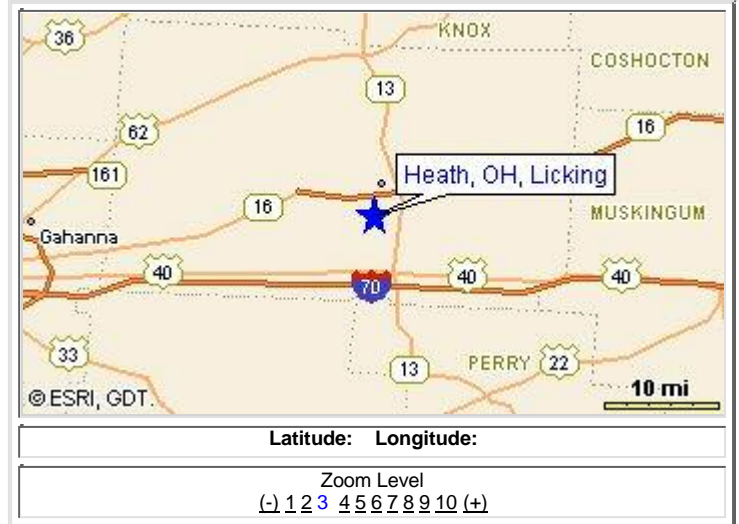 36
KNOX
COSHOCTON
13
62
16
161
Heath, OH, Licking
16
MUSKINGUM
Gahanna
40
70
40
40
33
13
PERRY
22
© ESRI, GDT.
10 mi
Latitude: Longitude:
Zoom Level
(-) 1 2 3 4 5 6 7 8 9 10 (+)